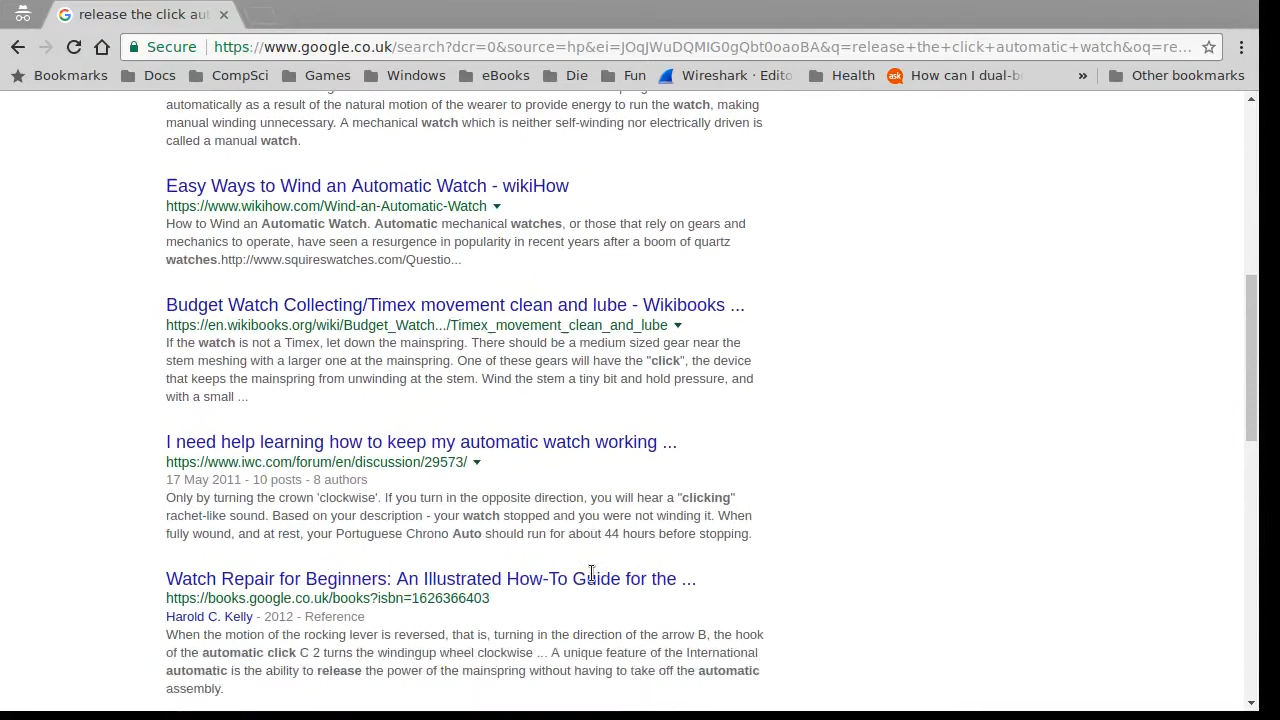 release the click aut
Secure
https://www.google.co.uk/search?dcr=0&source=hp&ei=JOqJWuDQMIG0gQbt0oaoBA&q=release+the+click+automatic+watch&oq=re...
Bookmarks Docs CompSci Games Windows eBooks Die Fun Wireshark · Edito Health ask How can I dual-b » Other bookmarks
automatically as a result of the natural motion of the wearer to provide energy to run the watch, making
manual winding unnecessary. A mechanical watch which is neither self-winding nor electrically driven is
called a manual watch.
Easy Ways to Wind an Automatic Watch - wikiHow
https://www.wikihow.com/Wind-an-Automatic-Watch
How to Wind an Automatic Watch. Automatic mechanical watches, or those that rely on gears and
mechanics to operate, have seen a resurgence in popularity in recent years after a boom of quartz
watches.http://www.squireswatches.com/Questio...
Budget Watch Collecting/Timex movement clean and lube - Wikibooks ...
https://en.wikibooks.org/wiki/Budget_Watch.../Timex_movement_clean_and_lube
If the watch is not a Timex, let down the mainspring. There should be a medium sized gear near the
stem meshing with a larger one at the mainspring. One of these gears will have the "click", the device
that keeps the mainspring from unwinding at the stem. Wind the stem a tiny bit and hold pressure, and
with a small ...
I need help learning how to keep my automatic watch working ...
https://www.iwc.com/forum/en/discussion/29573/
17 May 2011 - 10 posts - 8 authors
Only by turning the crown 'clockwise'. If you turn in the opposite direction, you will hear a "clicking"
rachet-like sound. Based on your description - your watch stopped and you were not winding it. When
fully wound, and at rest, your Portuguese Chrono Auto should run for about 44 hours before stopping.
Watch Repair for Beginners: An Illustrated How-To Guide for the ...
https://books.google.co.uk/books?isbn=1626366403
Harold C. Kelly - 2012 - Reference
When the motion of the rocking lever is reversed, that is, turning in the direction of the arrow B, the hook
of the automatic click C 2 turns the windingup wheel clockwise ... A unique feature of the International
automatic is the ability to release the power of the mainspring without having to take off the automatic
assembly.